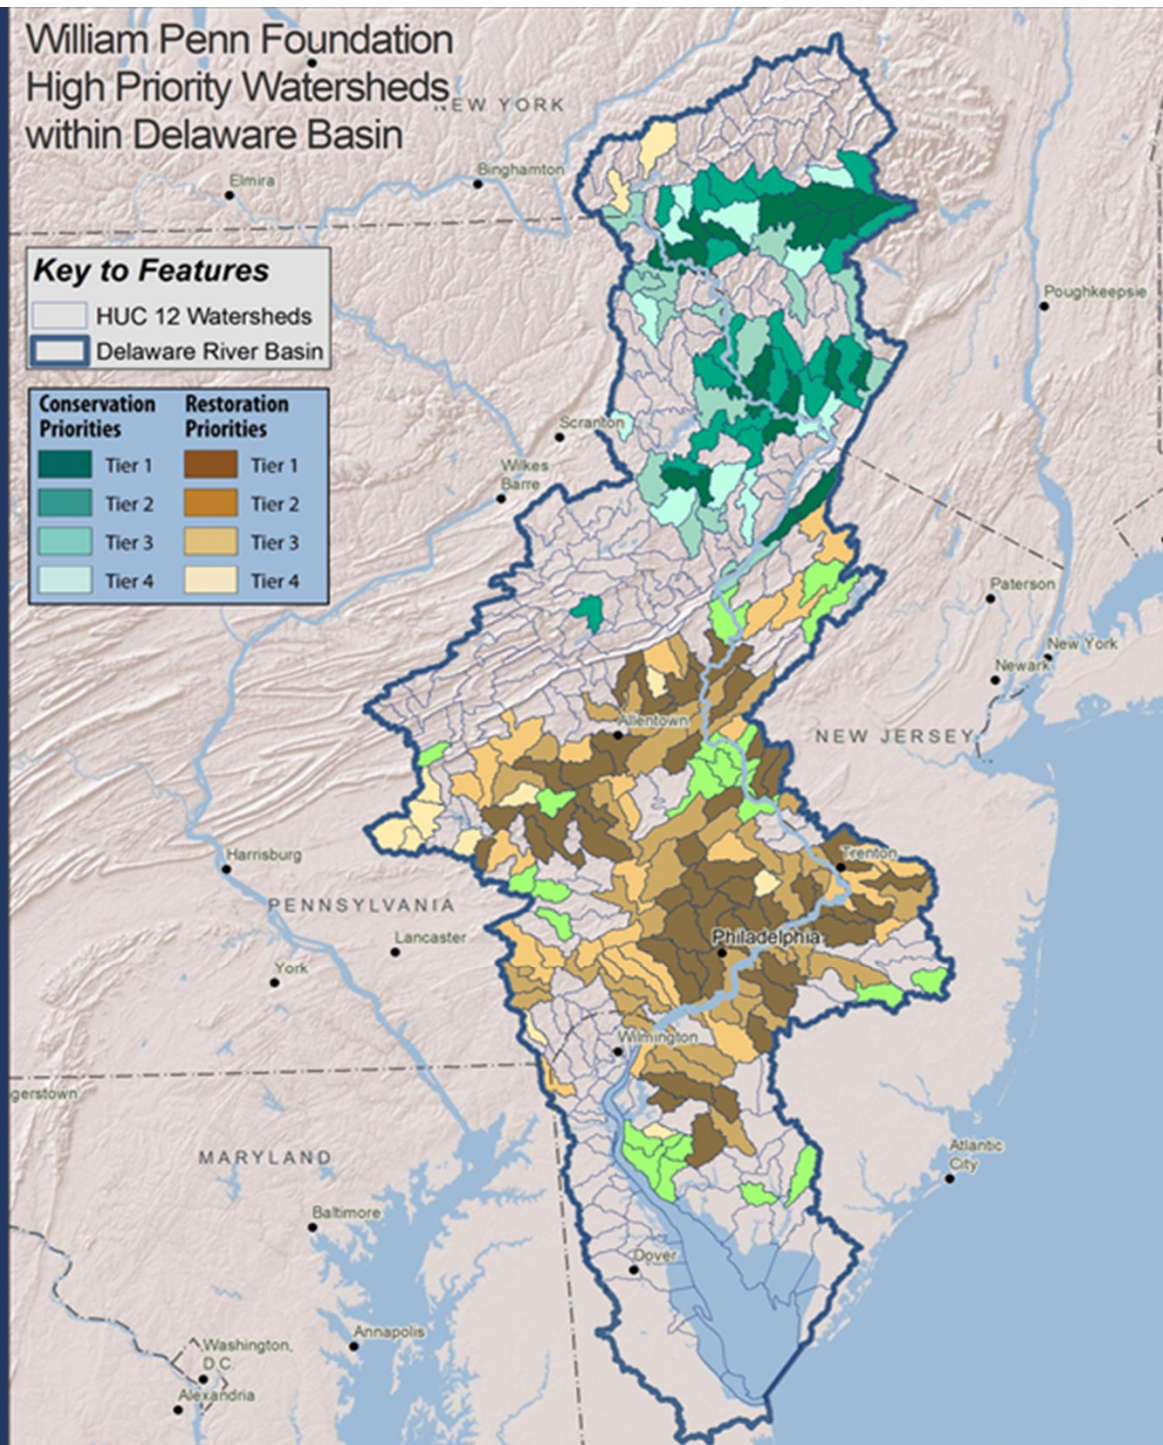 William Penn Foundation
High Priority Watersheds
within Delaware Basin
NEW YORK
Elmira
Binghamton
Key to Features
HUC 12 Watersheds
Delaware River Basin
Poughkeepsie
Conservation Priorities
Restoration Priorities
Tier 1
Tier 1
Tier 2
Tier 2
Tier 3
Tier 3
Tier 4
Tier 4
Scranton
Wilkes
Barre
Paterson
New York
Newark
Allentown
NEW JERSEY
Harrisburg
Trenton
PENNSYLVANIA
Lancaster
Philadelphia
York
Wilmington
gerstown
MARYLAND
Atlantic
City
Baltimore
Dover
Annapolis
Washington,
D.C.
Alexandria